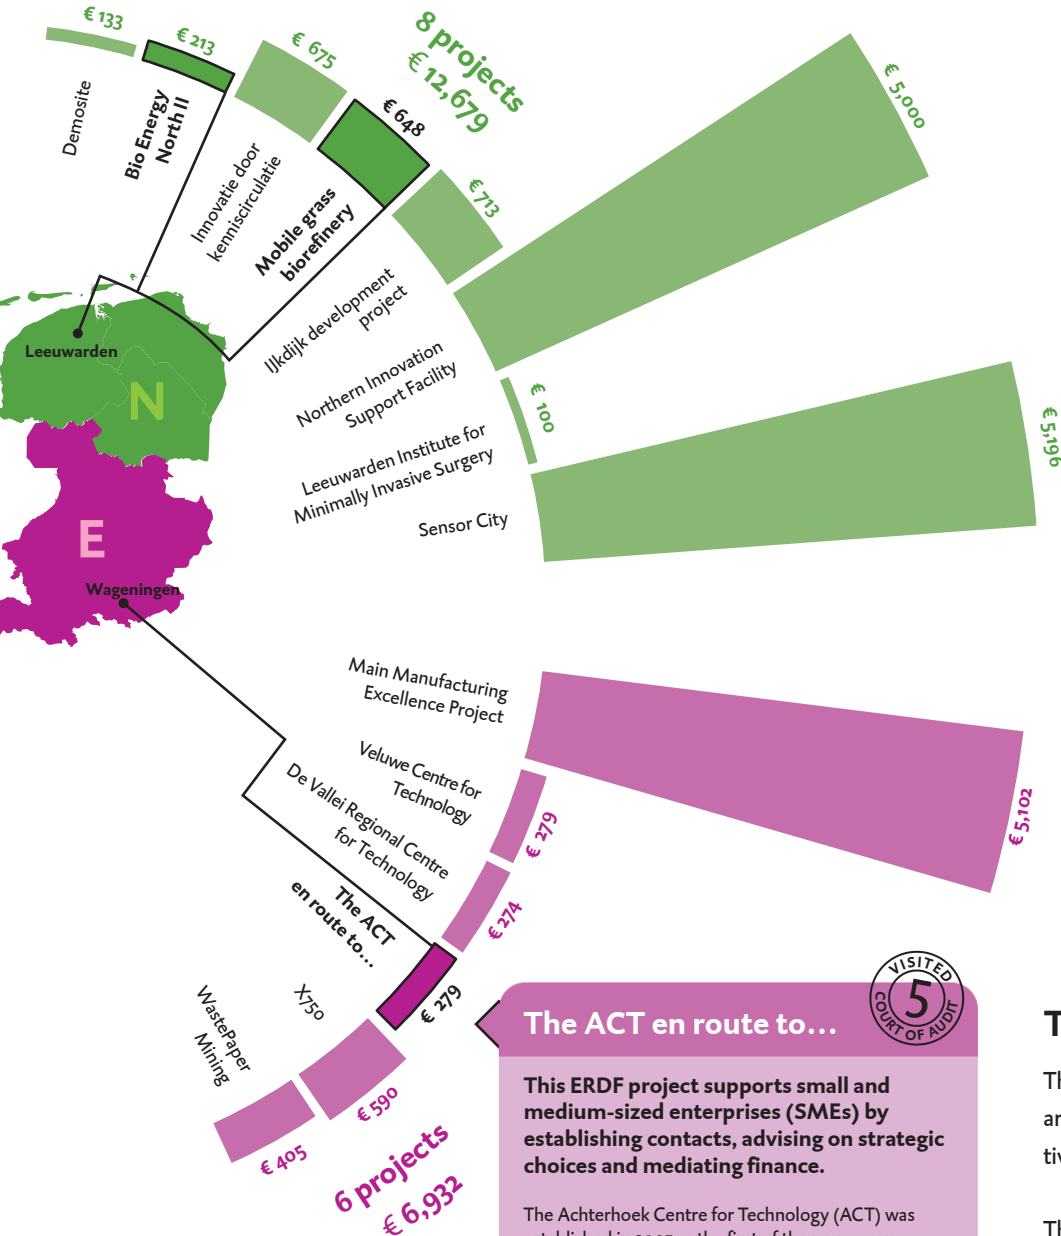 € 133
€ 213
€ 675
€ 648
€ 713
8 projects
€ 12,679
€ 5,000
€ 100
€ 5,196
Demosite
Bio Energy
North II
Innovatie door
kenniscirculatie
Mobile grass
biorefinery
IJkdijk development
project
Northern Innovation
Support Facility
Leeuwarden Institute for
Minimally Invasive Surgery
Sensor City
Leeuwarden
N
E
Wageningen
Main Manufacturing
Excellence Project
Veluwe Centre for
Technology
De Vallei Regional Centre
for Technology
The ACT
en route to...
X750
WastePaper
Mining
€ 5,102
€ 279
€ 274
€ 279
€ 590
€ 405
6 projects
€ 6,932
VISITED
5
COURT OF AUDIT
The ACT en route to...
This ERDF project supports small and
medium-sized enterprises (SMEs) by
establishing contacts, advising on strategic
choices and mediating finance.
The Achterhoek Centre for Technology (ACT) was